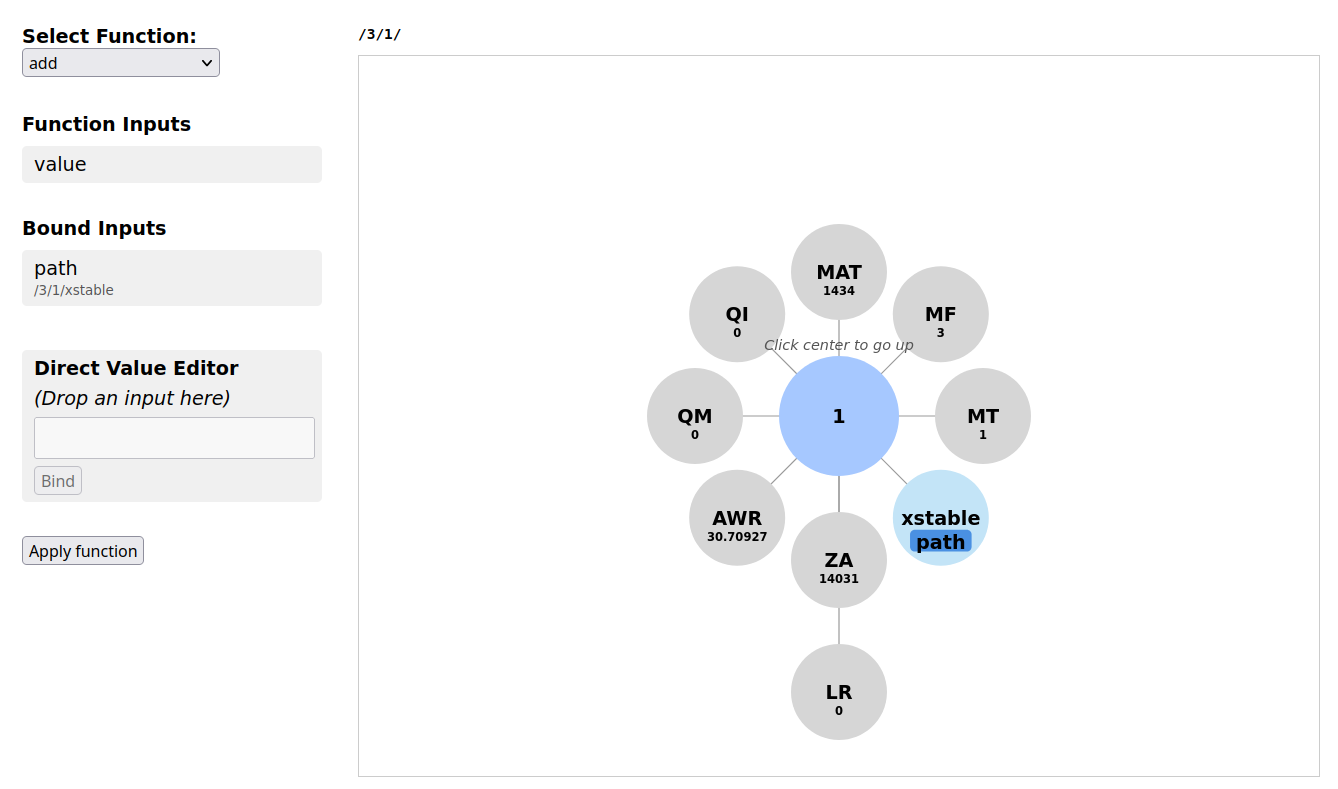 Select Function:
add
Function Inputs
value
Bound Inputs
path
/3/1/xstable
Direct Value Editor
(Drop an input here)
Bind
Apply function
/3/1/
MAT
1434
QI
0
MF
3
Click center to go up
QM
0
1
MT
1
AWR
30.70927
xstable
path
ZA
14031
LR
0